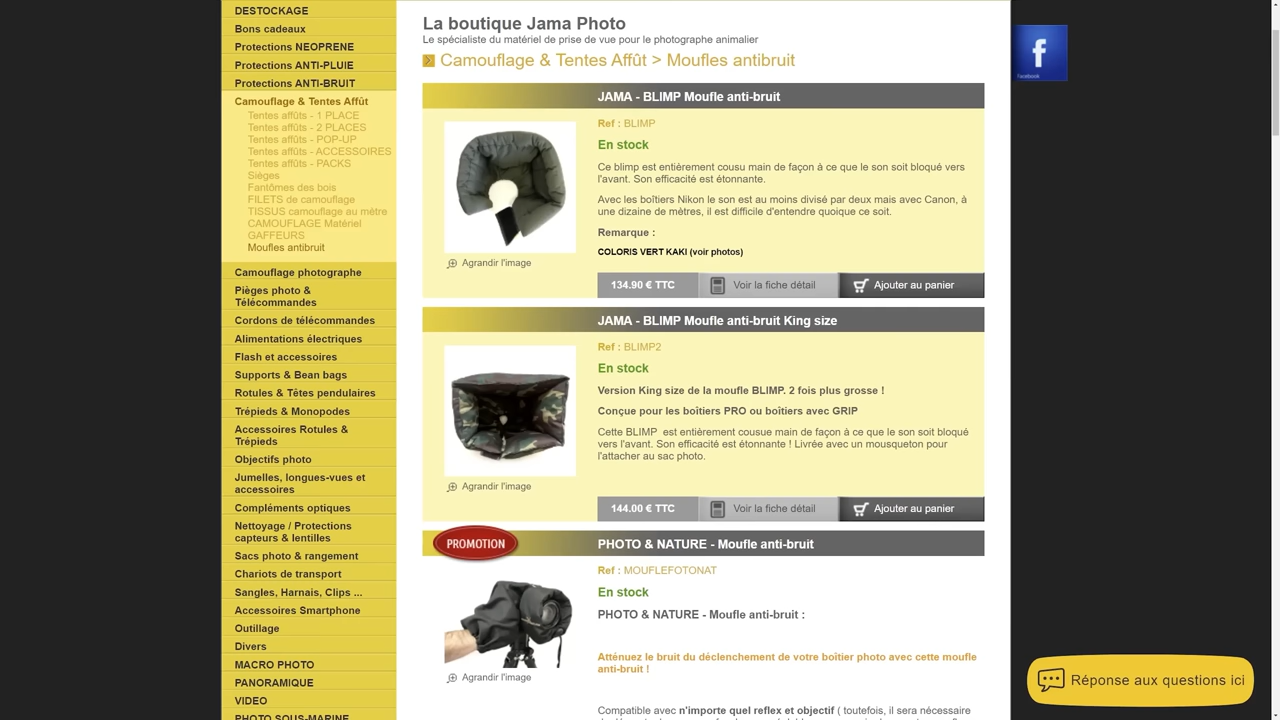 DESTOCKAGE
Bons cadeaux
Protections NEOPRENE
Protections ANTI-PLUIE
Protections ANTI-BRUIT
Camouflage & Tentes Affût
Tentes affûts - 1 PLACE
Tentes affûts - 2 PLACES
Tentes affûts - POP-UP
Tentes affûts - ACCESSOIRES
Tentes affûts - PACKS
Sièges
Fantômes des bois
FILETS de camouflage
TISSUS camouflage au mètre
CAMOUFLAGE Matériel
GAFFEURS
Moufles antibruit
Camouflage photographe
Pièges photo &
Télécommandes
Cordons de télécommandes
Alimentations électriques
Flash et accessoires
Supports & Bean bags
Rotules & Têtes pendulaires
Trépieds & Monopodes
Accessoires Rotules &
Trépieds
Objectifs photo
Jumelles, longues-vues et
accessoires
Compléments optiques
Nettoyage / Protections
capteurs & lentilles
Sacs photo & rangement
Chariots de transport
Sangles, Harnais, Clips ...
Accessoires Smartphone
Outillage
Divers
MACRO PHOTO
PANORAMIQUE
VIDEO
PHOTO SOUS-MARINE
La boutique Jama Photo
Le spécialiste du matériel de prise de vue pour le photographe animalier
Camouflage & Tentes Affût > Moufles antibruit
JAMA - BLIMP Moufle anti-bruit
Ref : BLIMP
En stock
Ce blimp est entièrement cousu main de façon à ce que le son soit bloqué vers
l'avant. Son efficacité est étonnante.
Avec les boîtiers Nikon le son est au moins divisé par deux mais avec Canon, à
une dizaine de mètres, il est difficile d'entendre quoique ce soit.
Remarque :
COLORIS VERT KAKI (voir photos)
Agrandir l'image
134.90 € TTC
Voir la fiche détail
Ajouter au panier
JAMA - BLIMP Moufle anti-bruit King size
Ref : BLIMP2
En stock
Version King size de la moufle BLIMP. 2 fois plus grosse !
Conçue pour les boîtiers PRO ou boîtiers avec GRIP
Cette BLIMP est entièrement cousue main de façon à ce que le son soit bloqué
vers l'avant. Son efficacité est étonnante ! Livrée avec un mousqueton pour
l'attacher au sac photo.
Agrandir l'image
144.00 € TTC
Voir la fiche détail
Ajouter au panier
PROMOTION
PHOTO & NATURE - Moufle anti-bruit
Ref : MOUFLEFOTONAT
En stock
PHOTO & NATURE - Moufle anti-bruit :
Atténuez le bruit du déclenchement de votre boîtier photo avec cette moufle
anti-bruit !
Agrandir l'image
Compatible avec n'importe quel reflex et objectif ( toutefois, il sera nécessaire
Facebook
Réponse aux questions ici